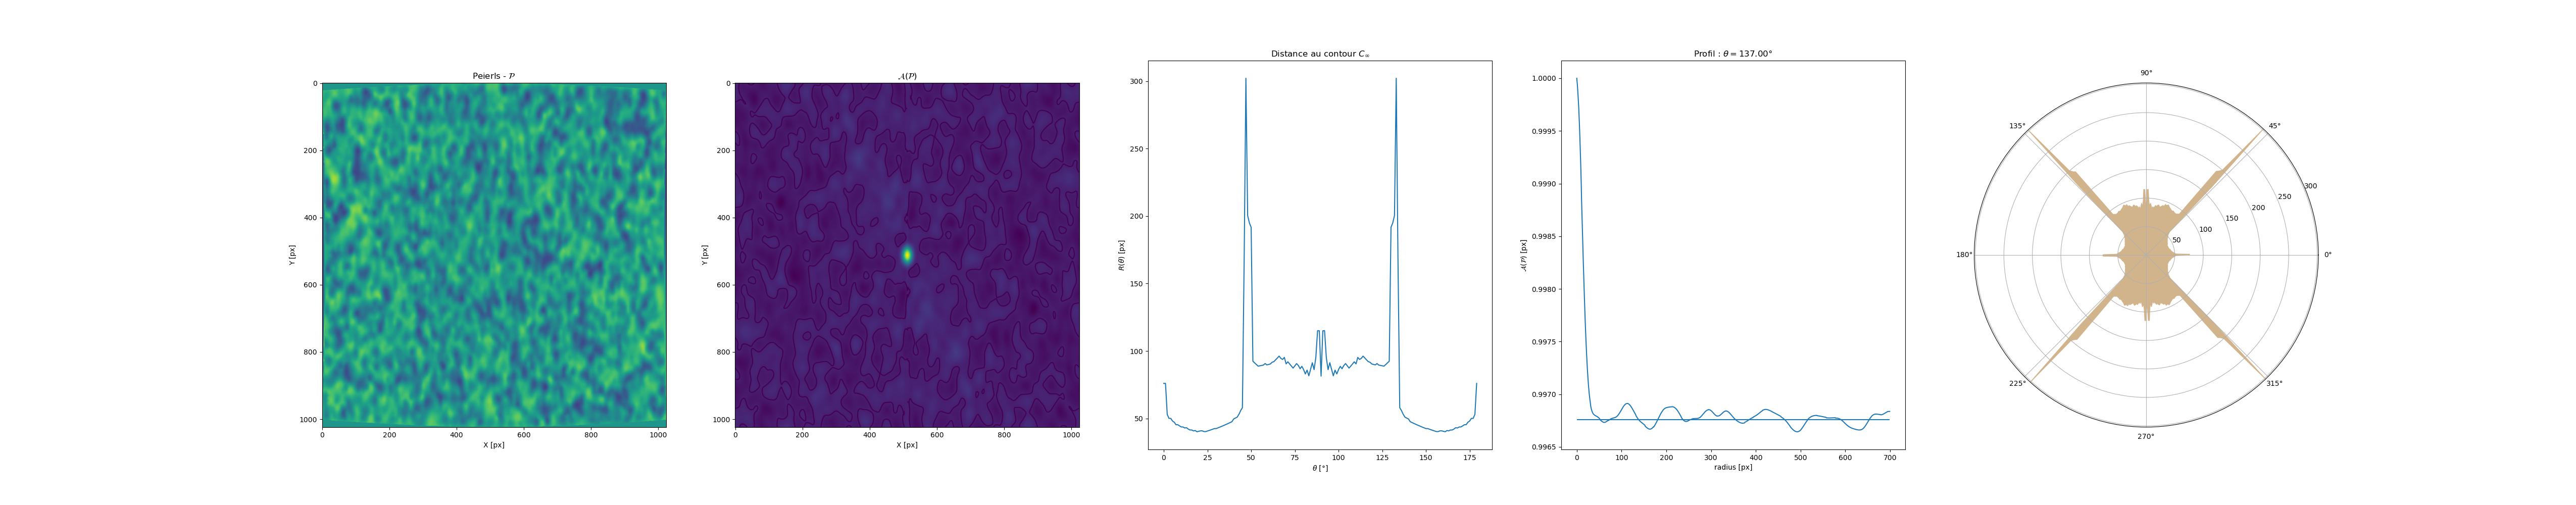 Peierls - 𝒫
0
200
400
600
800
1000
Y [px]
0 200 400 600 800 1000
X [px]
𝒜(𝒫)
0
200
400
600
800
1000
Y [px]
0 200 400 600 800 1000
X [px]
Distance au contour C∞
300
250
200
150
100
50
R(θ) [px]
0 25 50 75 100 125 150 175
θ [°]
Profil : θ = 137.00°
1.0000
0.9995
0.9990
0.9985
0.9980
0.9975
0.9970
0.9965
𝒜(𝒫) [px]
0 100 200 300 400 500 600 700
radius [px]
90°
135° 45°
300
250
200
150
100
50
180° 0°
225° 315°
270°